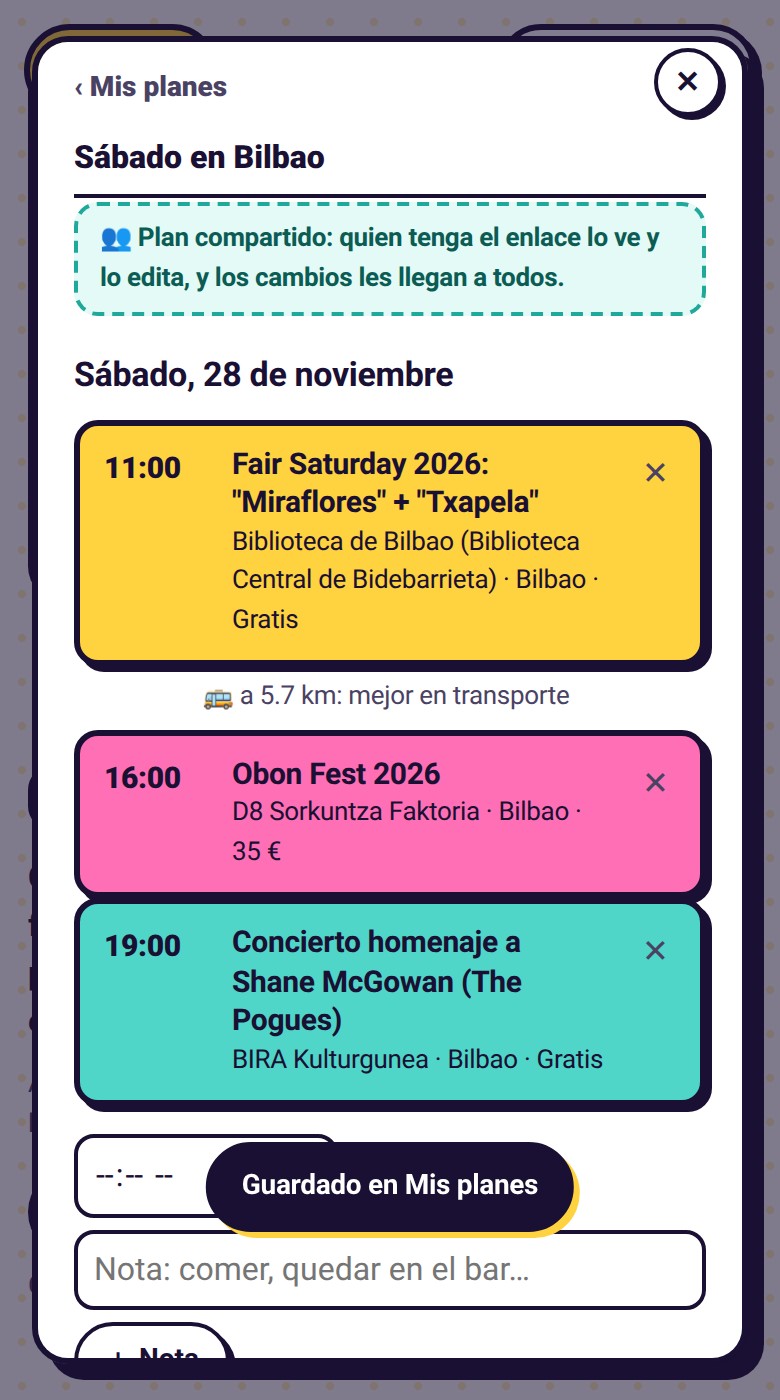 ‹ Mis planes
✕
Sábado en Bilbao
👥 Plan compartido: quien tenga el enlace lo ve y
lo edita, y los cambios les llegan a todos.
Sábado, 28 de noviembre
11:00
Fair Saturday 2026:
"Miraflores" + "Txapela"
Biblioteca de Bilbao (Biblioteca
Central de Bidebarrieta) · Bilbao ·
Gratis
✕
🚌 a 5.7 km: mejor en transporte
16:00
Obon Fest 2026
D8 Sorkuntza Faktoria · Bilbao ·
35 €
✕
19:00
Concierto homenaje a
Shane McGowan (The
Pogues)
BIRA Kulturgunea · Bilbao · Gratis
✕
--:-- --
Guardado en Mis planes
Nota: comer, quedar en el bar…
+ Nota